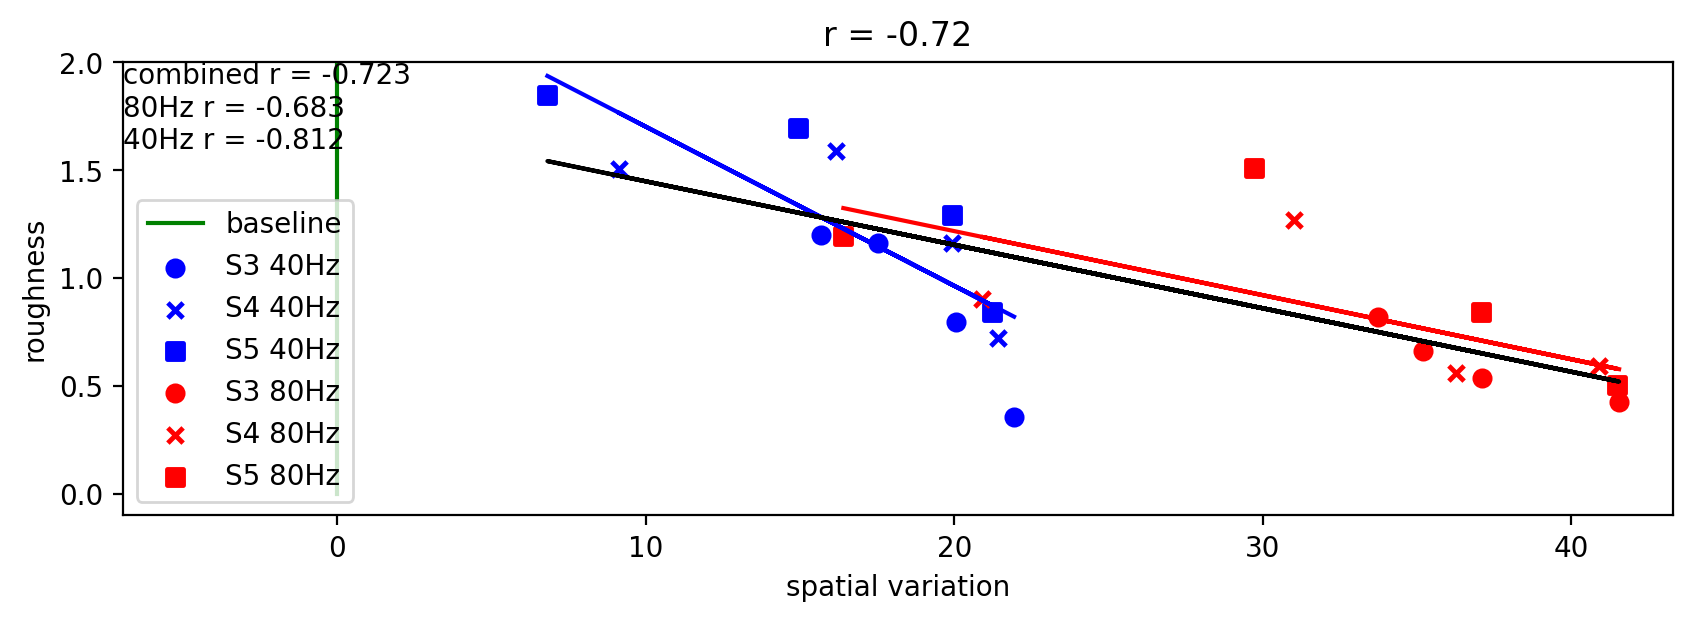 r = -0.72
combined r = -0.723
80Hz r = -0.683
40Hz r = -0.812
baseline
S3 40Hz
S4 40Hz
S5 40Hz
S3 80Hz
S4 80Hz
S5 80Hz
roughness
2.0
1.5
1.0
0.5
0.0
0 10 20 30 40
spatial variation